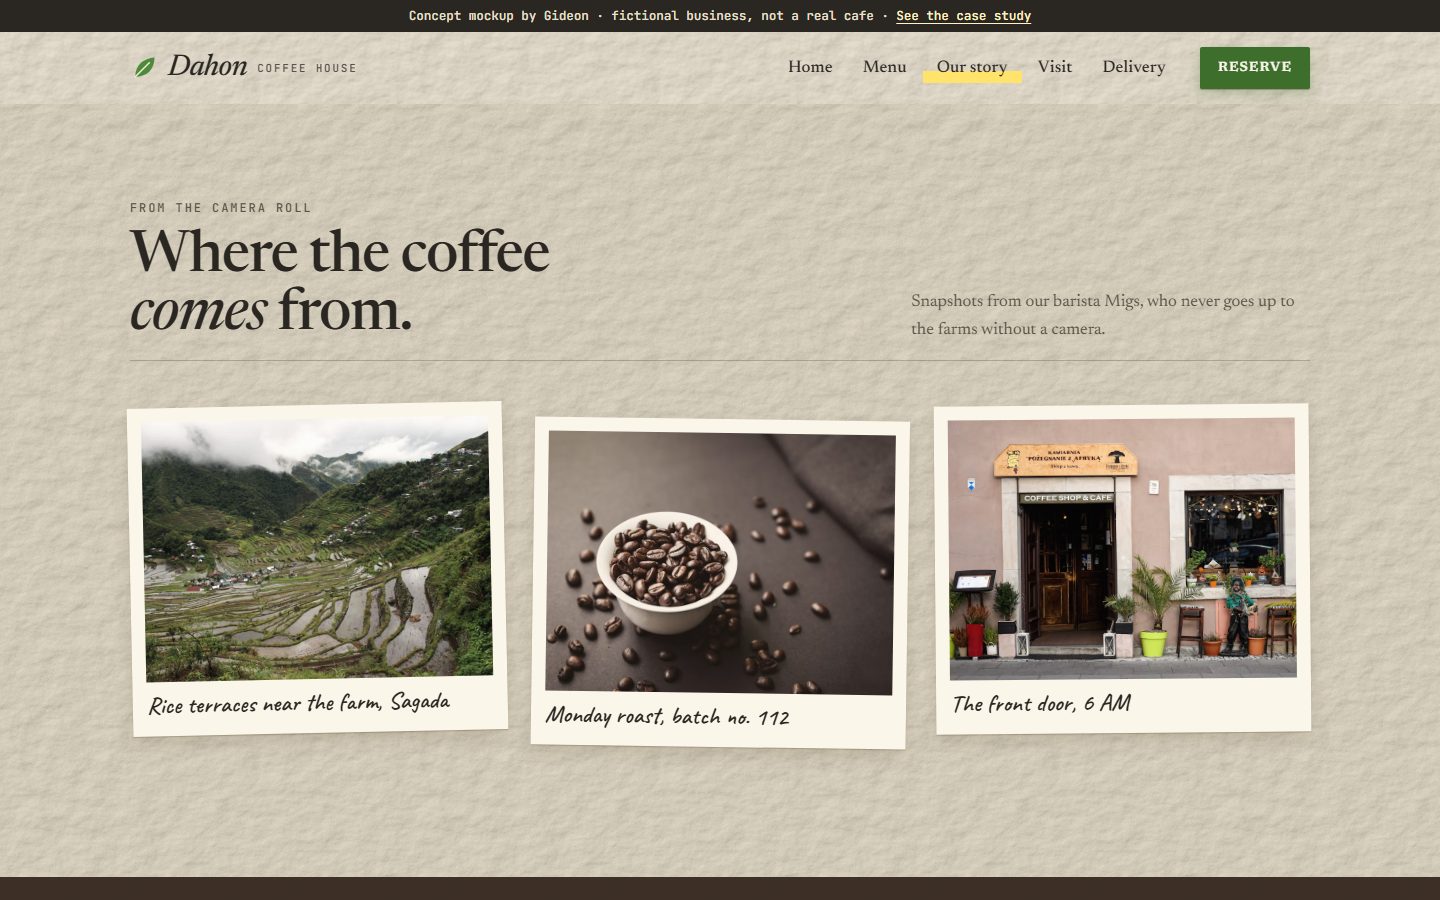 Concept mockup by Gideon · fictional business, not a real cafe · See the case study
Dahon COFFEE HOUSE
Home Menu Our story Visit Delivery RESERVE
FROM THE CAMERA ROLL
Where the coffee
comes from.
Snapshots from our barista Migs, who never goes up to
the farms without a camera.
KAWIARNIA
"POŻEGNANIE Z AFRYKĄ"
COFFEE SHOP & CAFE
Rice terraces near the farm, Sagada
Monday roast, batch no. 112
The front door, 6 AM